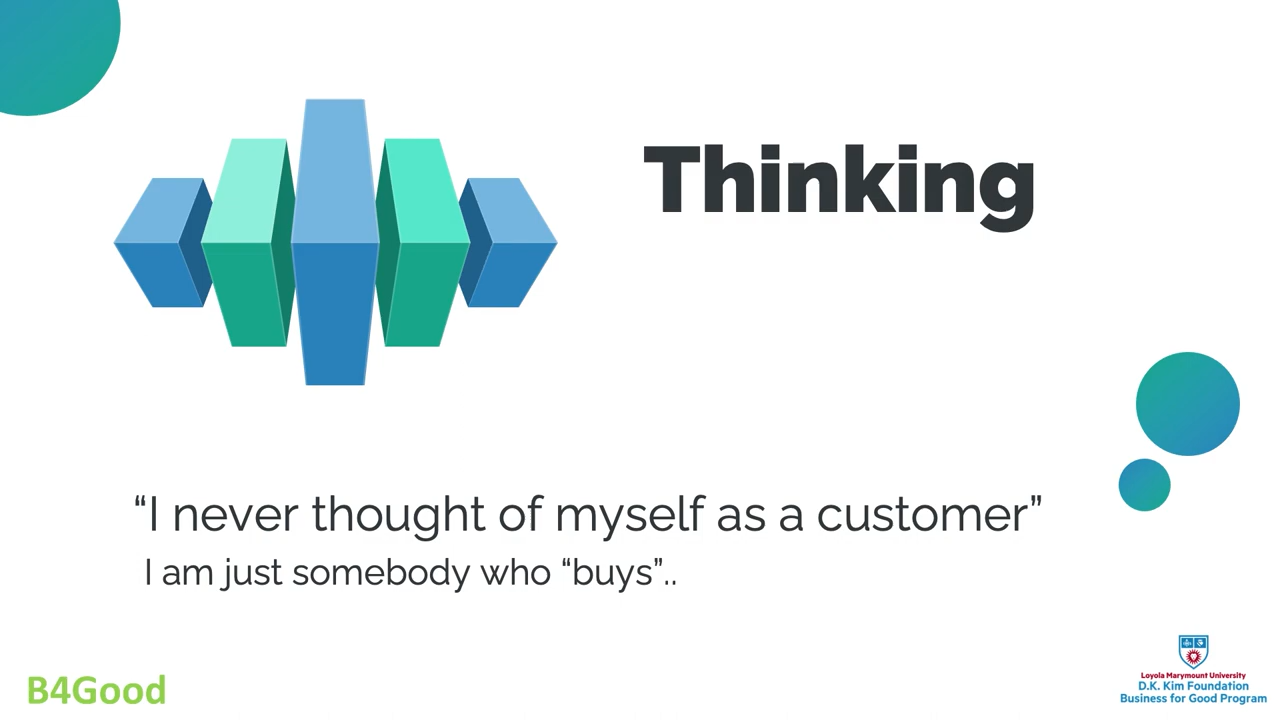 Thinking
“I never thought of myself as a customer”
I am just somebody who “buys”..
B4Good
Loyola Marymount University
D.K. Kim Foundation
Business for Good Program